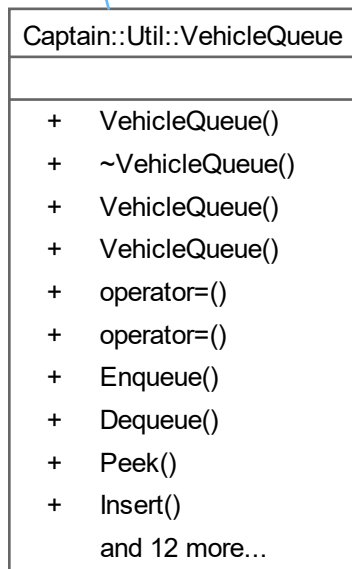 Captain::Util::VehicleQueue
+ VehicleQueue()
+ ~VehicleQueue()
+ VehicleQueue()
+ VehicleQueue()
+ operator=()
+ operator=()
+ Enqueue()
+ Dequeue()
+ Peek()
+ Insert()
and 12 more...